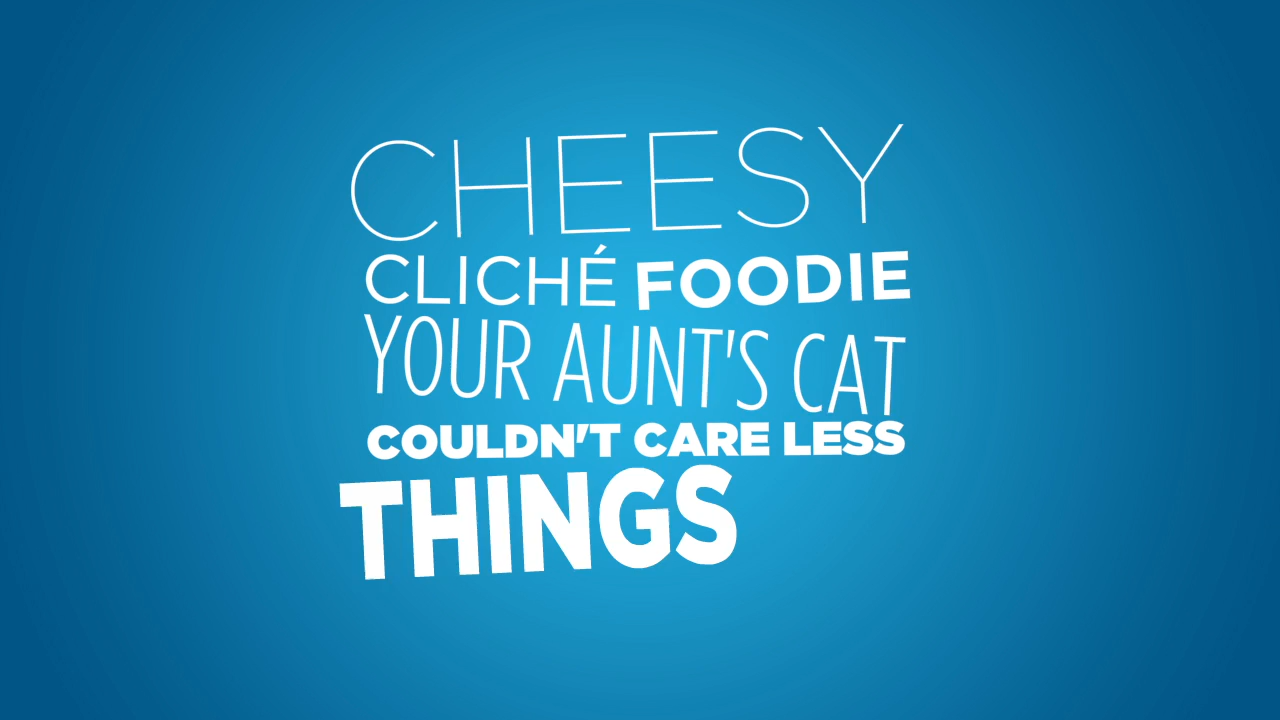 CHEESY
CLICHÉ FOODIE
YOUR AUNT'S CAT
COULDN'T CARE LESS
THINGS